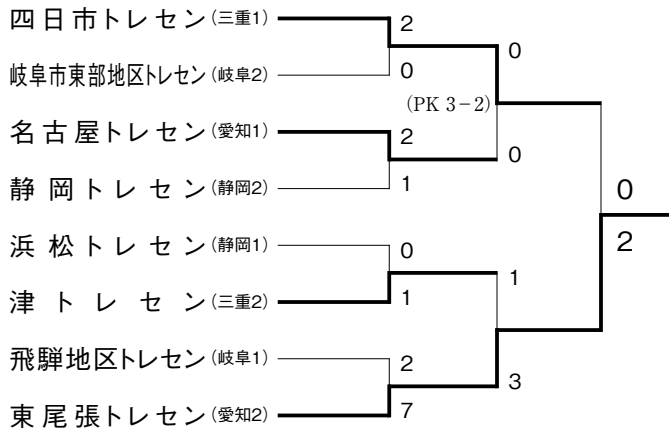 四日市トレセン(三重1) 2
0
岐阜市東部地区トレセン(岐阜2) 0
(PK 3-2)
名古屋トレセン(愛知1) 2
0
静岡トレセン(静岡2) 1
0
浜松トレセン(静岡1) 0
2
津トレセン(三重2) 1
1
飛騨地区トレセン(岐阜1) 2
3
東尾張トレセン(愛知2) 7